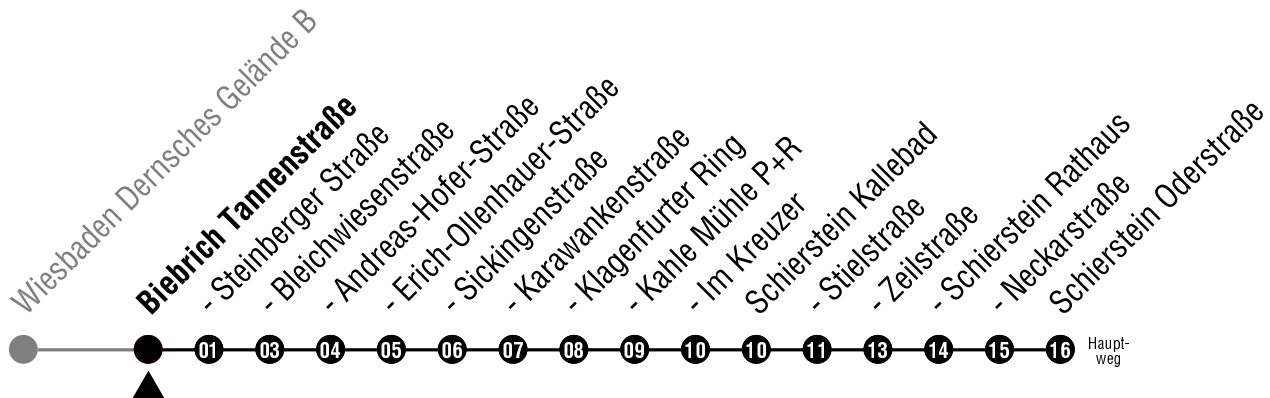 Wiesbaden Dernsches Gelände B
Biebrich Tannenstraße
- Steinberger Straße
- Bleichwiesenstraße
- Andreas-Hofer-Straße
- Erich-Ollenhauer-Straße
- Sickingenstraße
- Karawankenstraße
- Klagenfurter Ring
- Kahle Mühle P+R
- Im Kreuzer
Schierstein Kallebad
- Stielstraße
- Zeilstraße
- Schierstein Rathaus
- Neckarstraße
Schierstein Oderstraße
01 03 04 05 06 07 08 09 10 10 11 13 14 15 16
Haupt-
weg